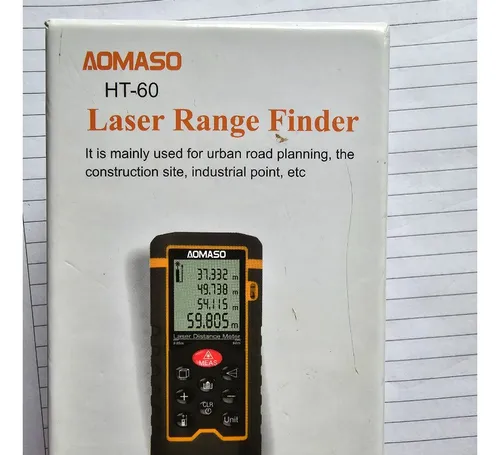 AOMASO
HT-60
Laser Range Finder
It is mainly used for urban road planning, the
construction site, industrial point, etc
AOMASO
37.332 m
49.738 m
54.115 m
59.805 m
Laser Distance Meter
MEAS
+
−
CLR
Unit